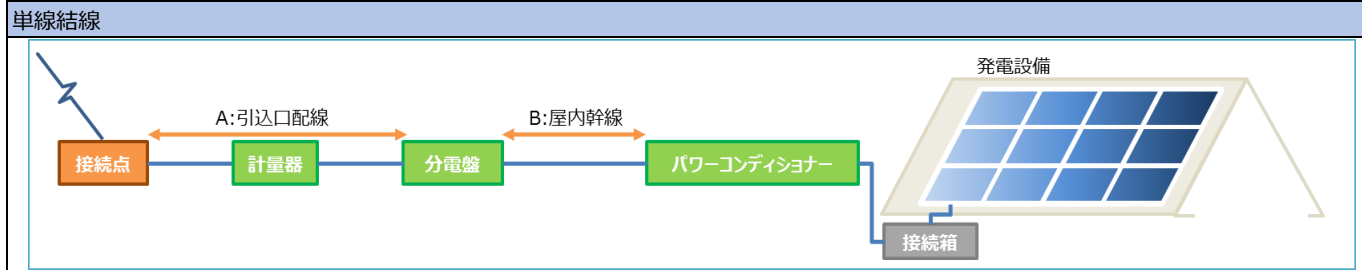 単線結線
発電設備
A:引込口配線
B:屋内幹線
接続点
計量器
分電盤
パワーコンディショナー
接続箱